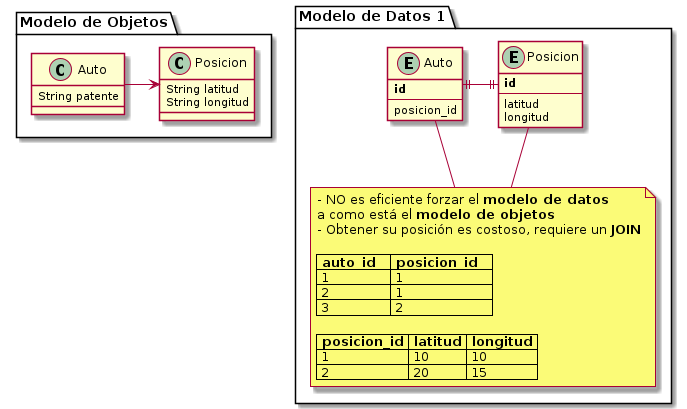 Modelo de Objetos
C Auto
String patente
C Posicion
String latitud
String longitud
Modelo de Datos 1
E Auto
id
posicion_id
E Posicion
id
latitud
longitud
- NO es eficiente forzar el modelo de datos
a como está el modelo de objetos
- Obtener su posición es costoso, requiere un JOIN
auto_id posicion_id
1 1
2 1
3 2
posicion_id latitud longitud
1 10 10
2 20 15